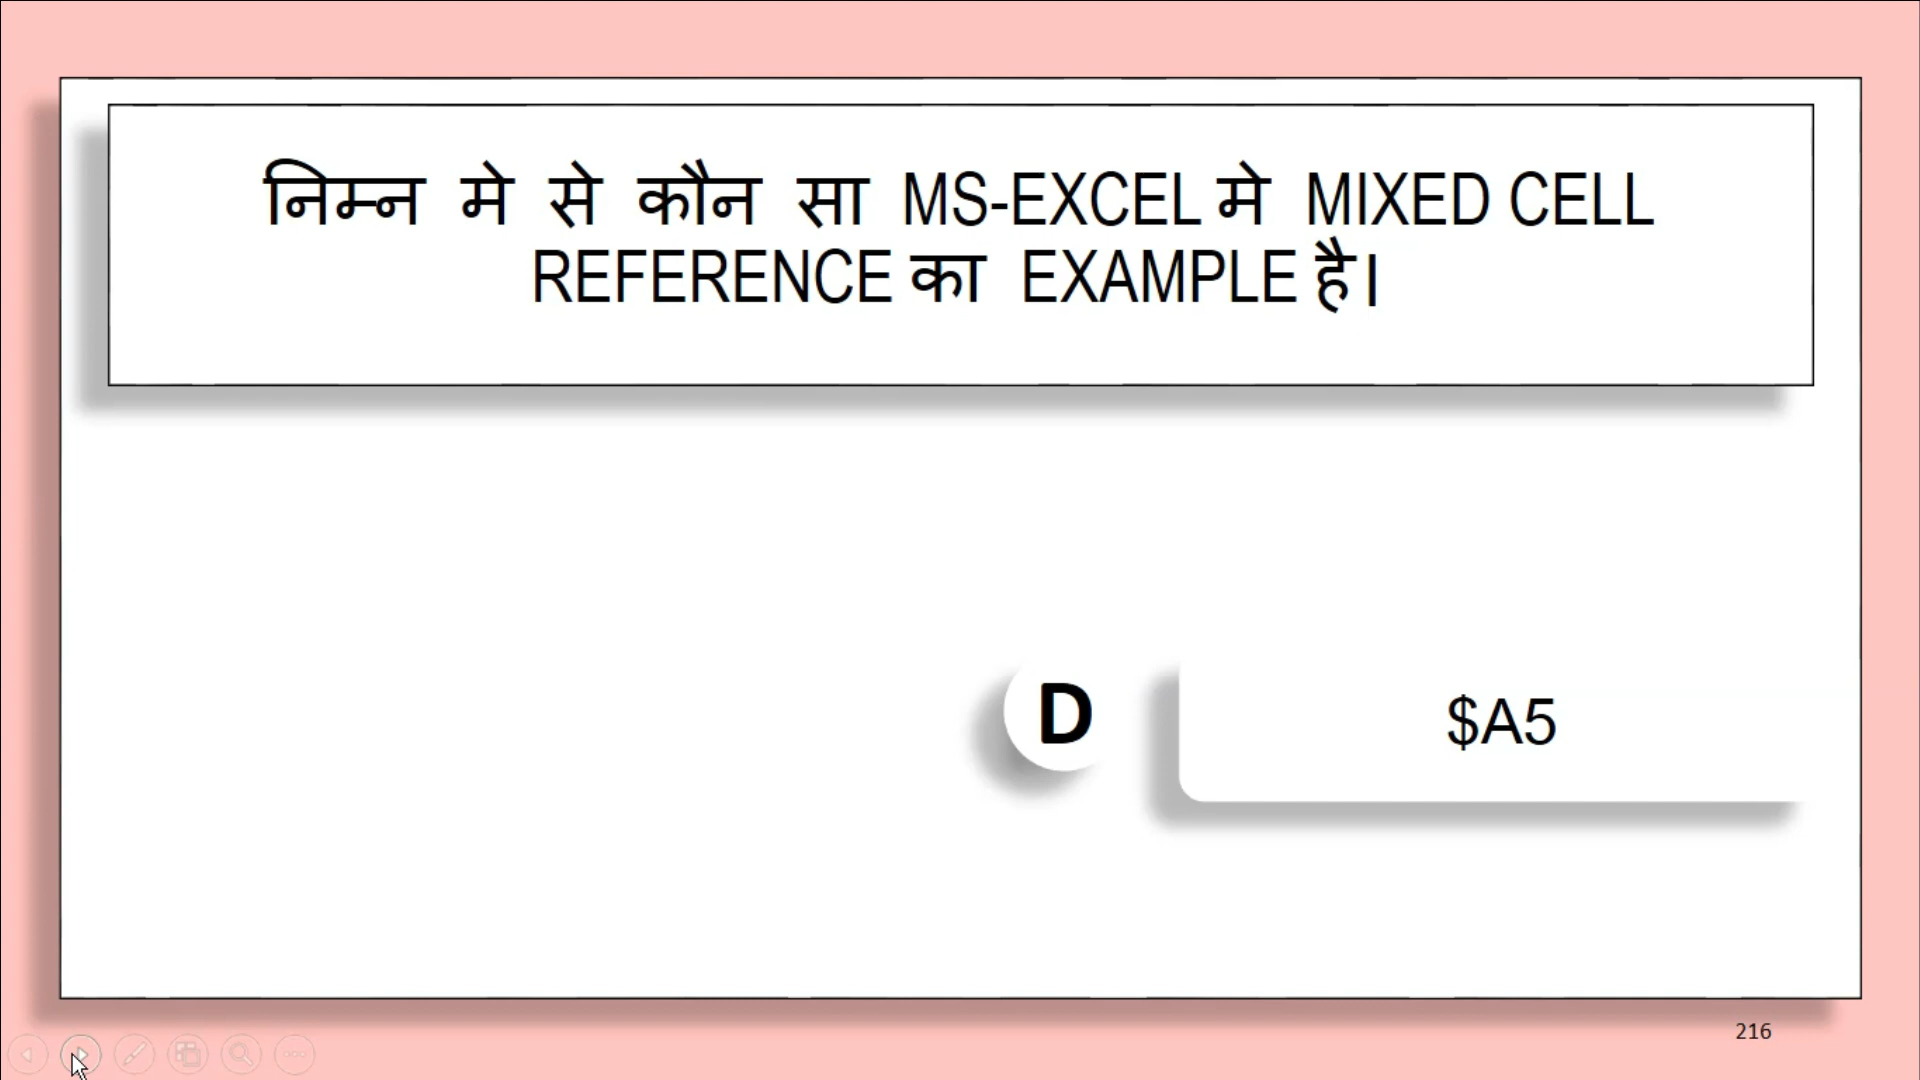 निम्न मे से कौन सा MS-EXCEL मे MIXED CELL
REFERENCE का EXAMPLE है।
D
$A5
216